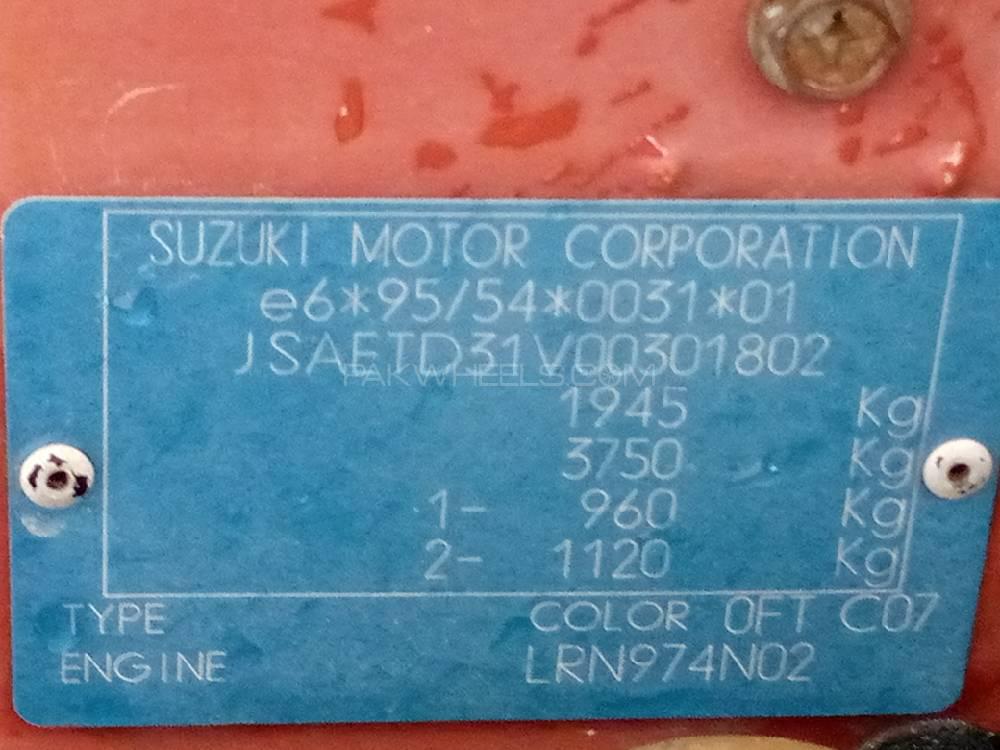 SUZUKI MOTOR CORPORATION
e6*95/54*0031*01
JSAETD31V00301802
PAKWHEELS.COM
1945 Kg
3750 Kg
1- 960 Kg
2- 1120 Kg
TYPE COLOR 0FT C07
ENGINE LRN974N02